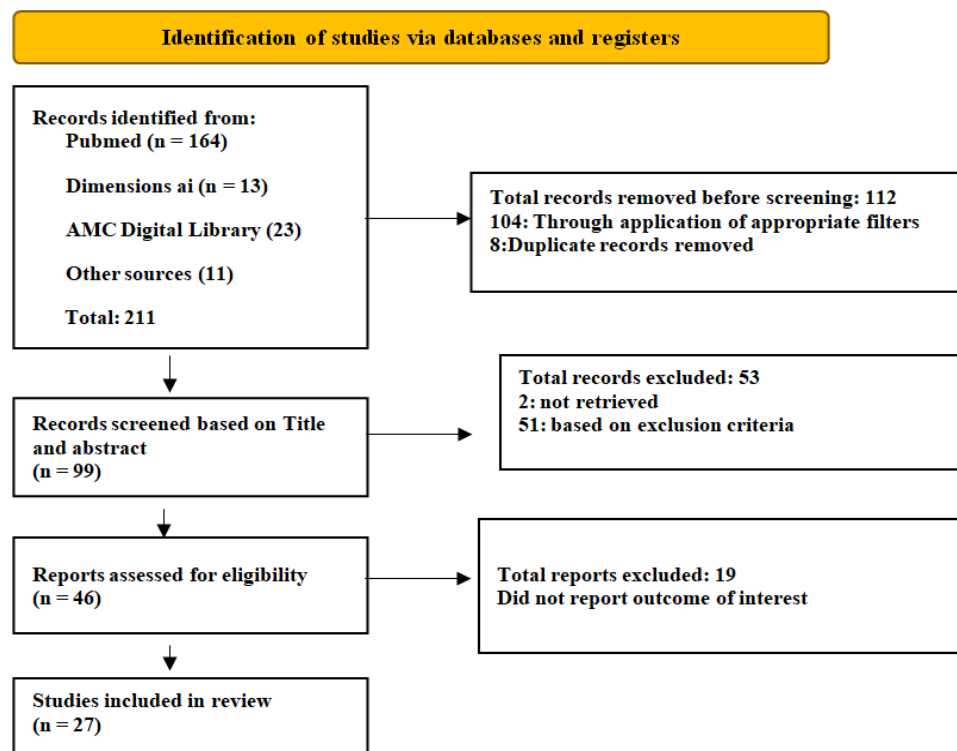 Identification of studies via databases and registers
Records identified from:
Pubmed (n = 164)
Dimensions ai (n = 13)
AMC Digital Library (23)
Other sources (11)
Total: 211
Total records removed before screening: 112
104: Through application of appropriate filters
8:Duplicate records removed
Records screened based on Title
and abstract
(n = 99)
Total records excluded: 53
2: not retrieved
51: based on exclusion criteria
Reports assessed for eligibility
(n = 46)
Total reports excluded: 19
Did not report outcome of interest
Studies included in review
(n = 27)